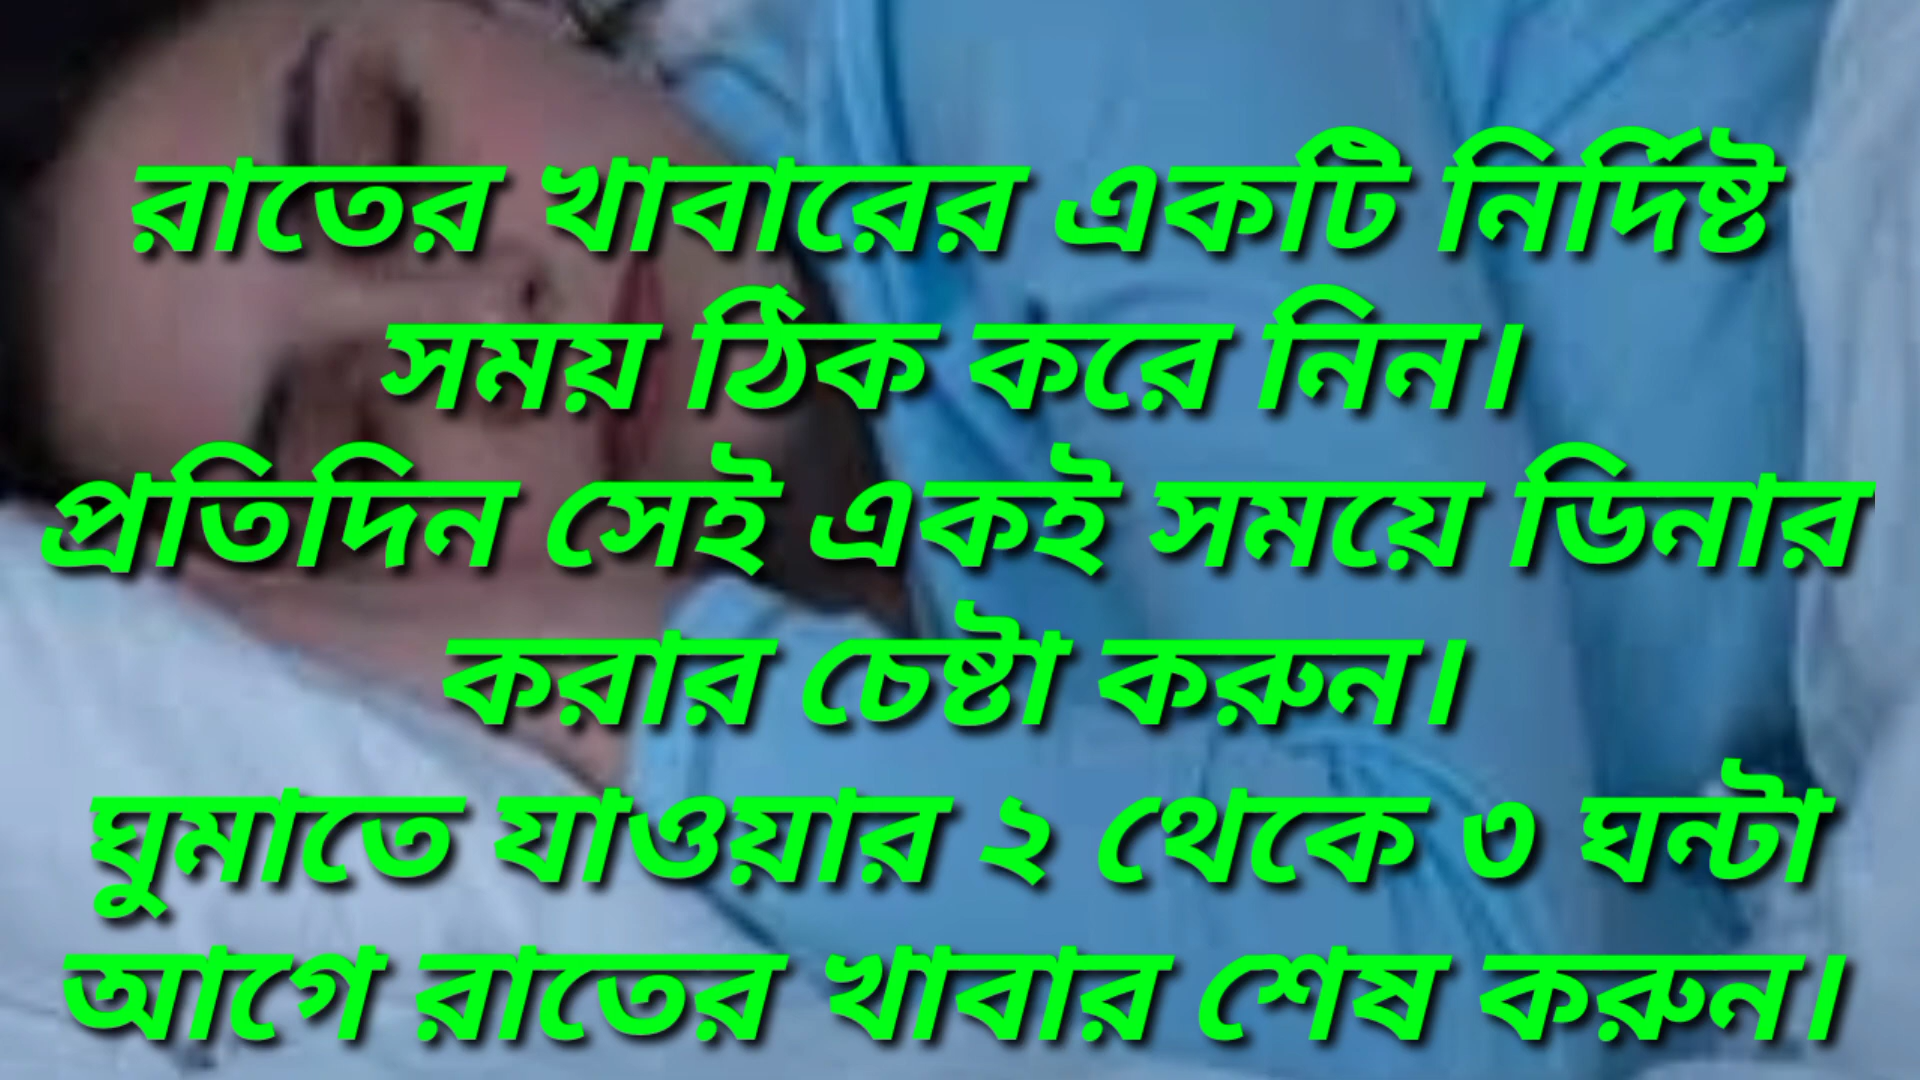 রাতের খাবারের একটি নির্দিষ্ট
সময় ঠিক করে নিন।
প্রতিদিন সেই একই সময়ে ডিনার
করার চেষ্টা করুন।
ঘুমাতে যাওয়ার ২ থেকে ৩ ঘন্টা
আগে রাতের খাবার শেষ করুন।